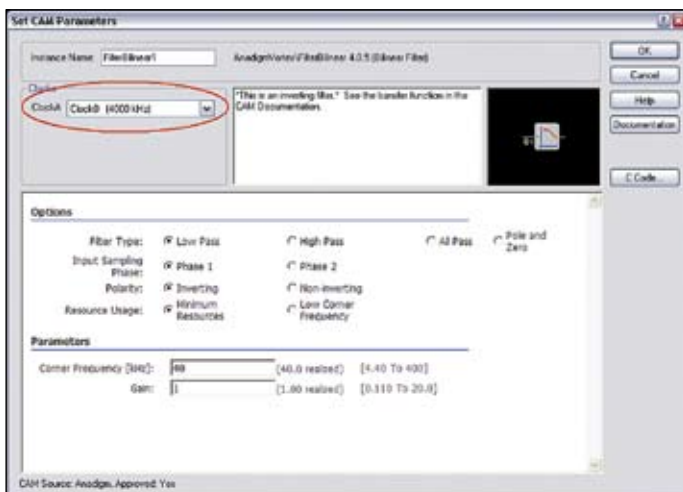 Set CAM Parameters
Instance Name: FilterBilinear1
AnadigmVortex\FilterBilinear 4.0.5 (Bilinear Filter)
OK
Cancel
Help
Documentation
C Code...
Clocks
ClockA ClockB (4000 kHz)
"This is an inverting filter." See the transfer function in the
CAM Documentation.
Options
Filter Type: Low Pass High Pass All Pass Pole and Zero
Input Sampling Phase: Phase 1 Phase 2
Polarity: Inverting Non-inverting
Resource Usage: Minimum Resources Low Corner Frequency
Parameters
Corner Frequency [kHz]: 40 (40.0 realized) [4.40 To 400]
Gain: 1 (1.00 realized) [0.110 To 20.0]
CAM Source: Anadigm, Approved: Yes